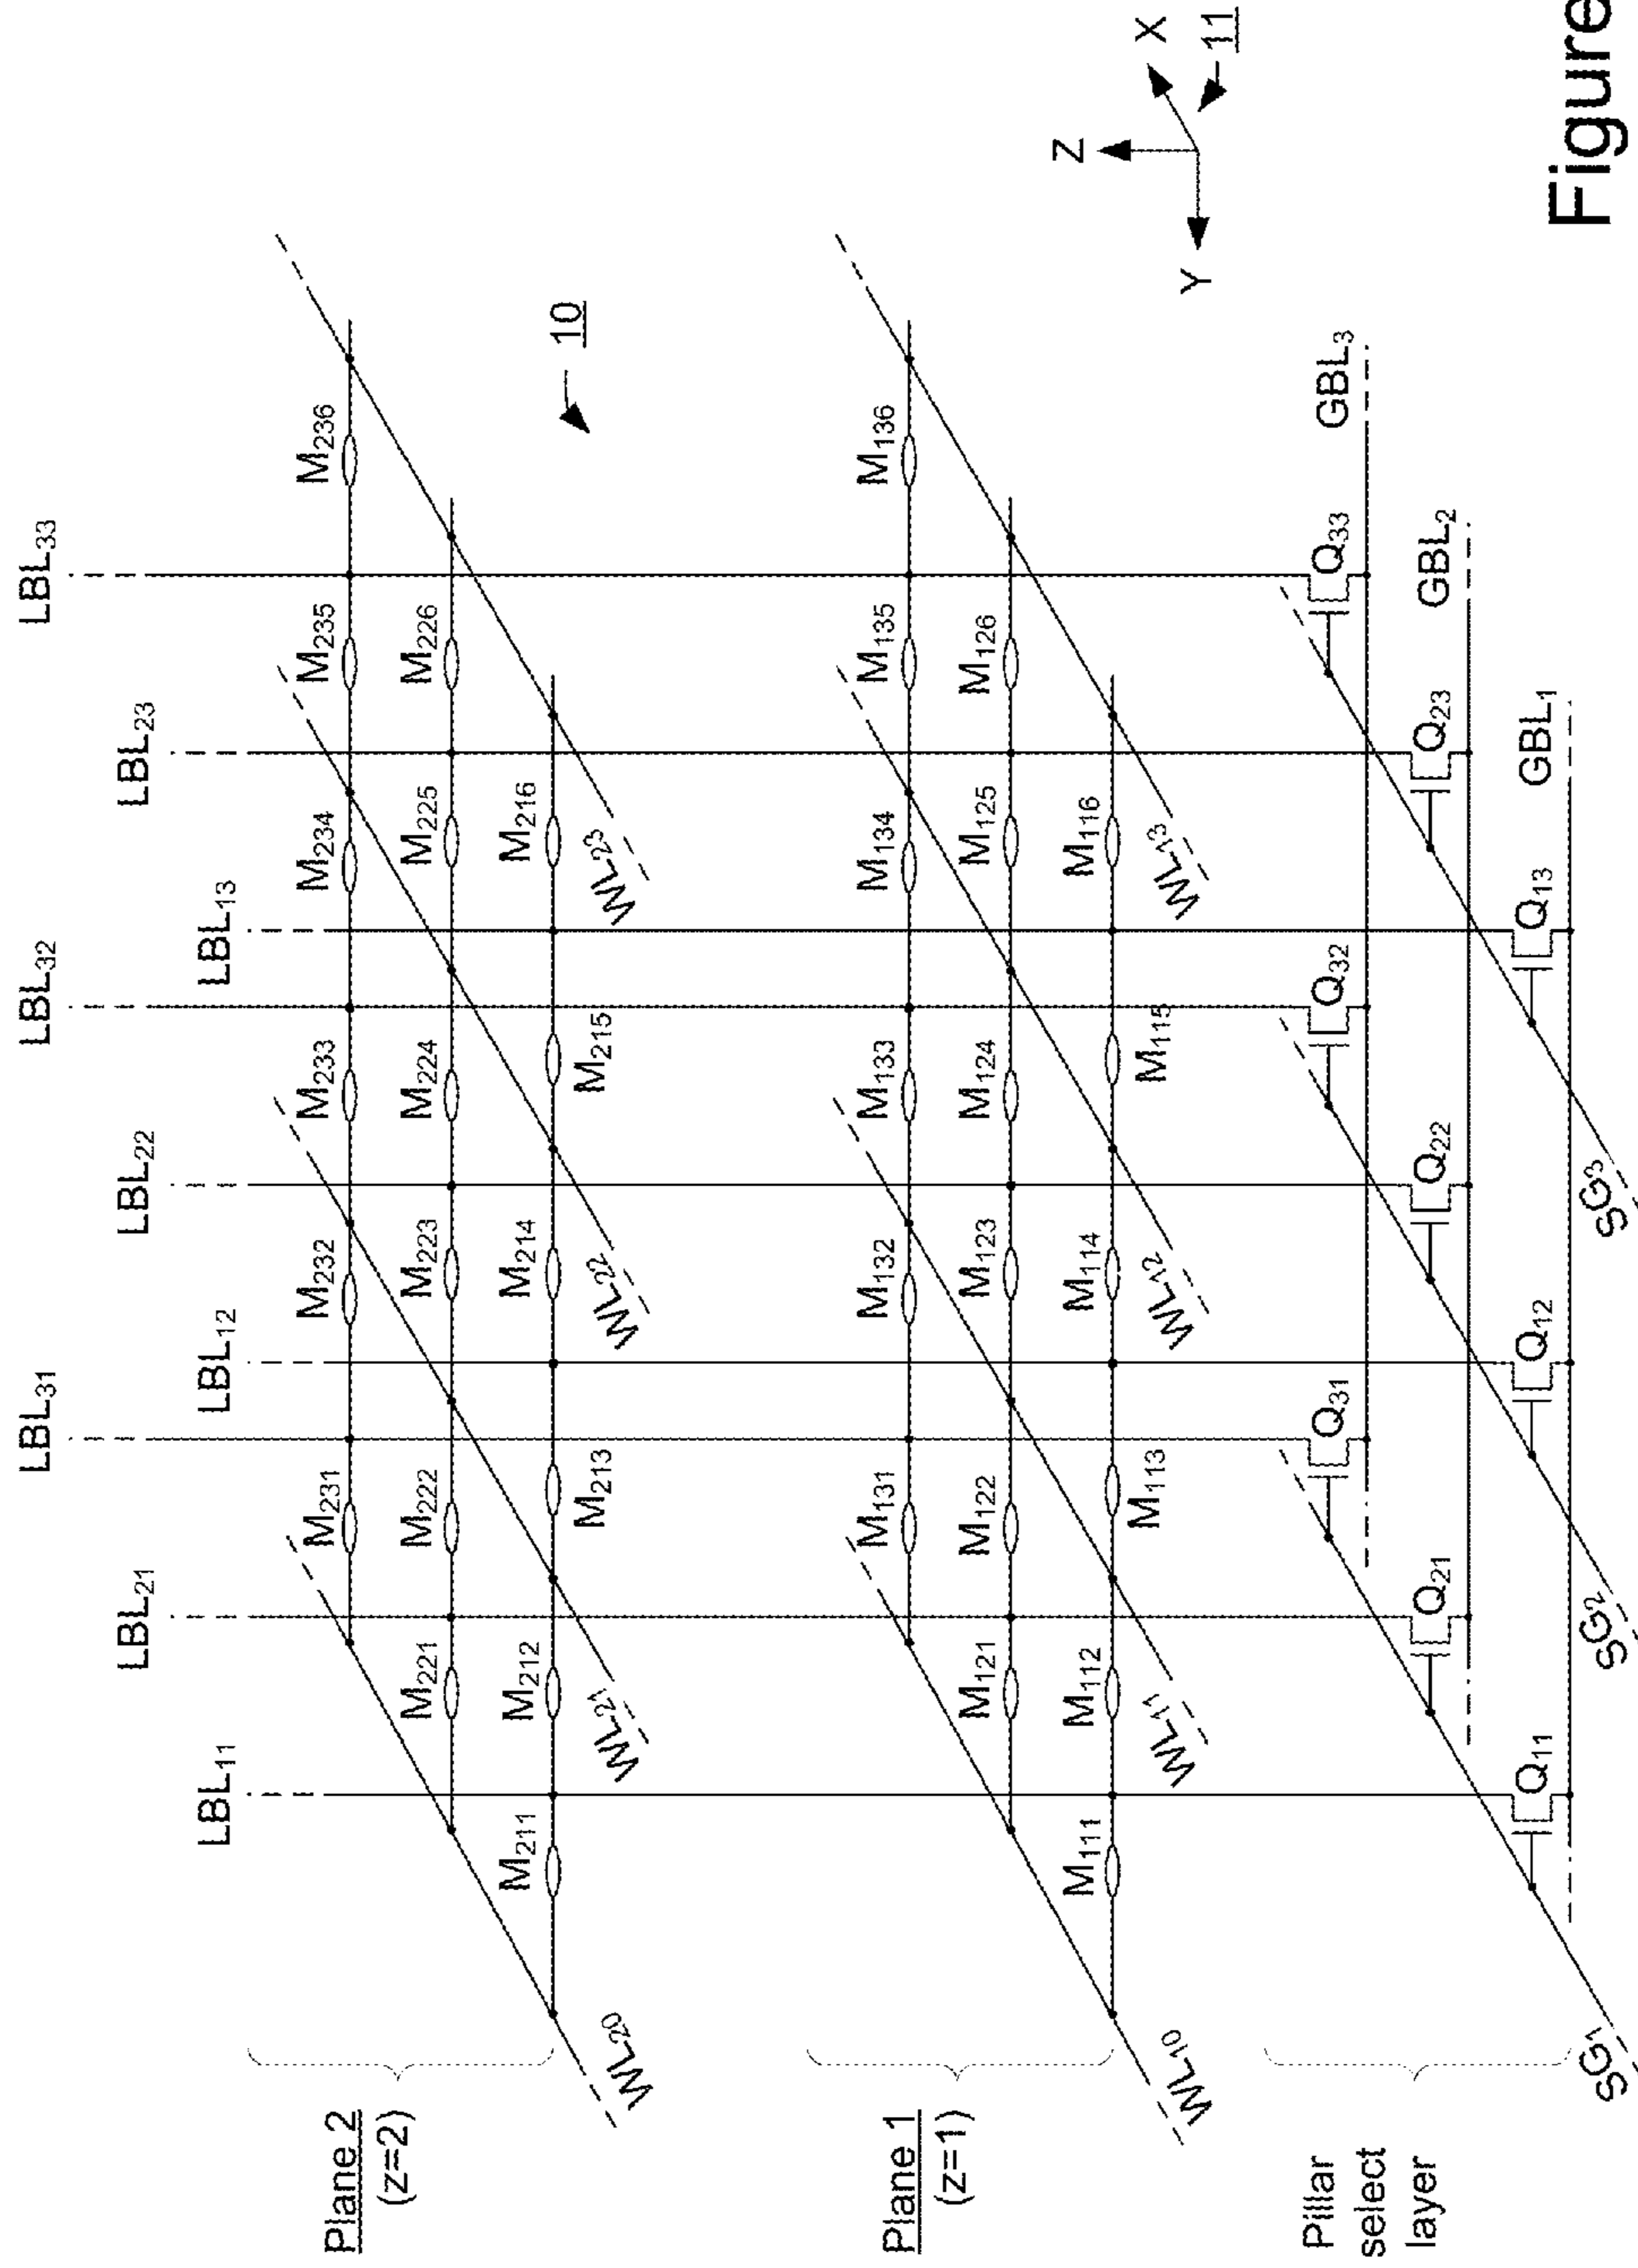 LBL31 LBL32 LBL33
LBL21 LBL22 LBL23
LBL11 LBL12 LBL13
Plane 2
(z=2)
M231 M232 M233 M234 M235 M236
M221 M222 M223 M224 M225 M226
M211 M212 M213 M214 M215 M216
WL20 WL21 WL22 WL23
10
Plane 1
(z=1)
M131 M132 M133 M134 M135 M136
M121 M122 M123 M124 M125 M126
M111 M112 M113 M114 M115 M116
WL10 WL11 WL12 WL13
Z
X
Y
11
Pillar
select
layer
Q31 Q32 Q33 GBL3
Q21 Q22 Q23 GBL2
Q11 Q12 Q13 GBL1
SG1 SG2 SG3
Figure